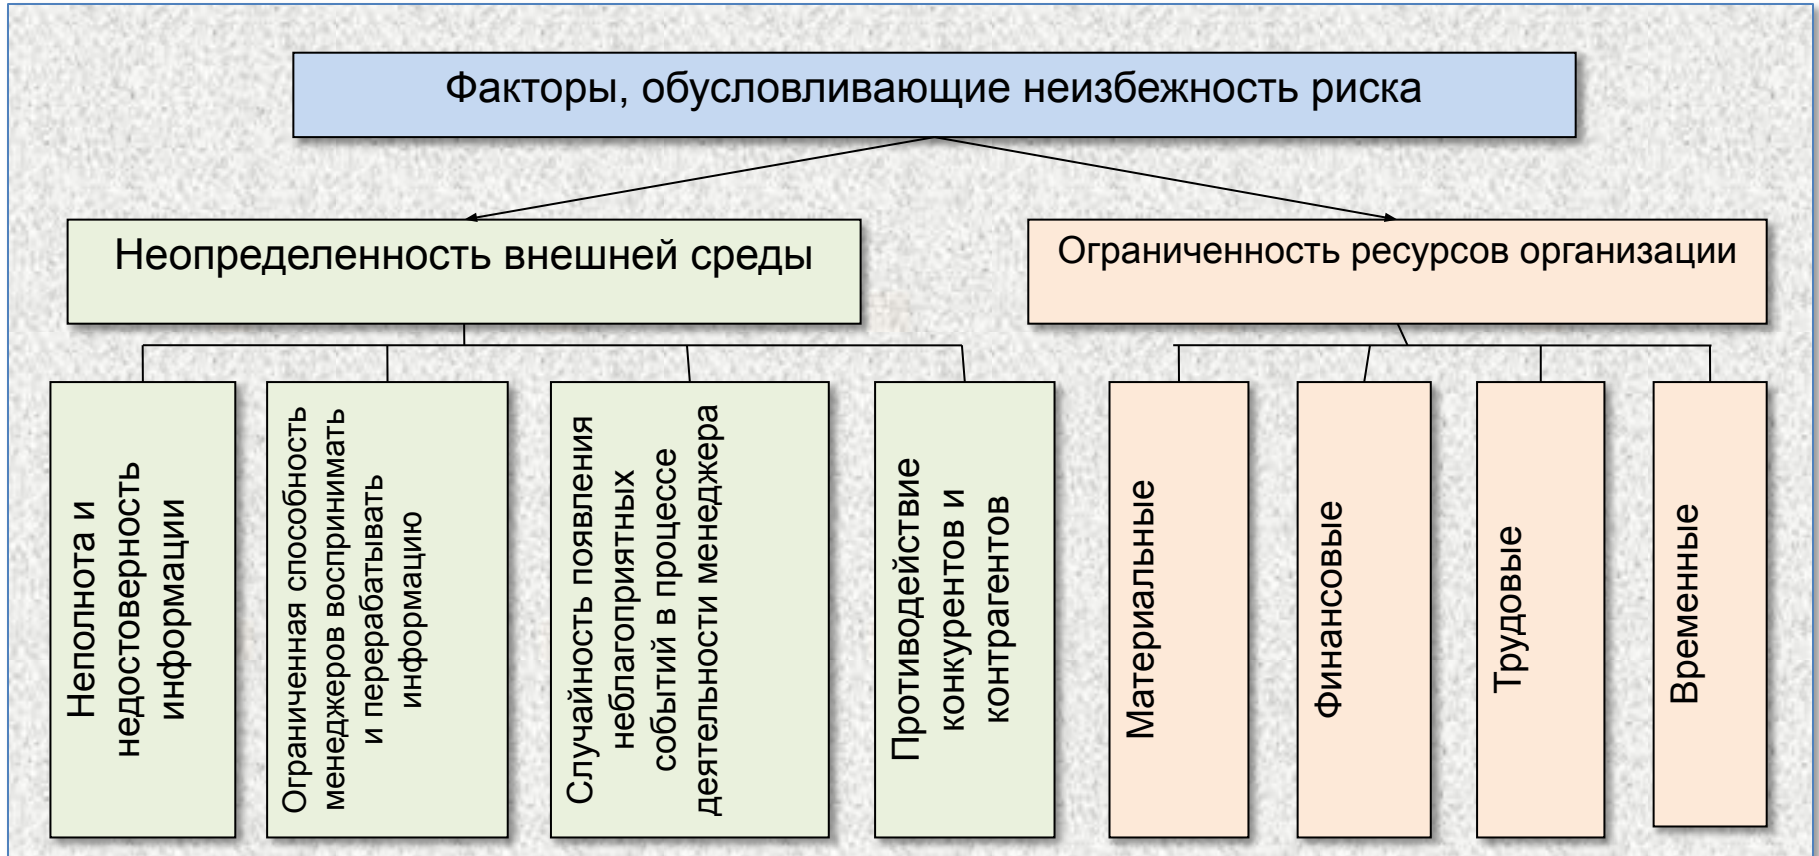 Факторы, обусловливающие неизбежность риска
Неопределенность внешней среды
Ограниченность ресурсов организации
Неполнота и
недостоверность
информации
Ограниченная способность
менеджеров воспринимать
и перерабатывать
информацию
Случайность появления
неблагоприятных
событий в процессе
деятельности менеджера
Противодействие
конкурентов и
контрагентов
Материальные
Финансовые
Трудовые
Временные